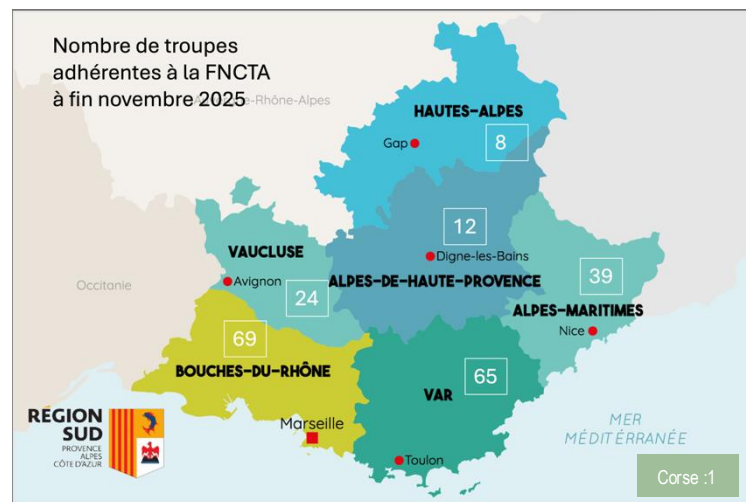 Nombre de troupes
adhérentes à la FNCTA
à fin novembre 2025
Auvergne-Rhône-Alpes
HAUTES-ALPES
Gap
8
12
Digne-les-Bains
ALPES-DE-HAUTE-PROVENCE
VAUCLUSE
Avignon
24
Occitanie
39
ALPES-MARITIMES
Nice
69
BOUCHES-DU-RHÔNE
Marseille
65
VAR
Toulon
RÉGION
SUD
PROVENCE
ALPES
CÔTE D'AZUR
MER
MÉDITÉRRANÉE
Corse :1